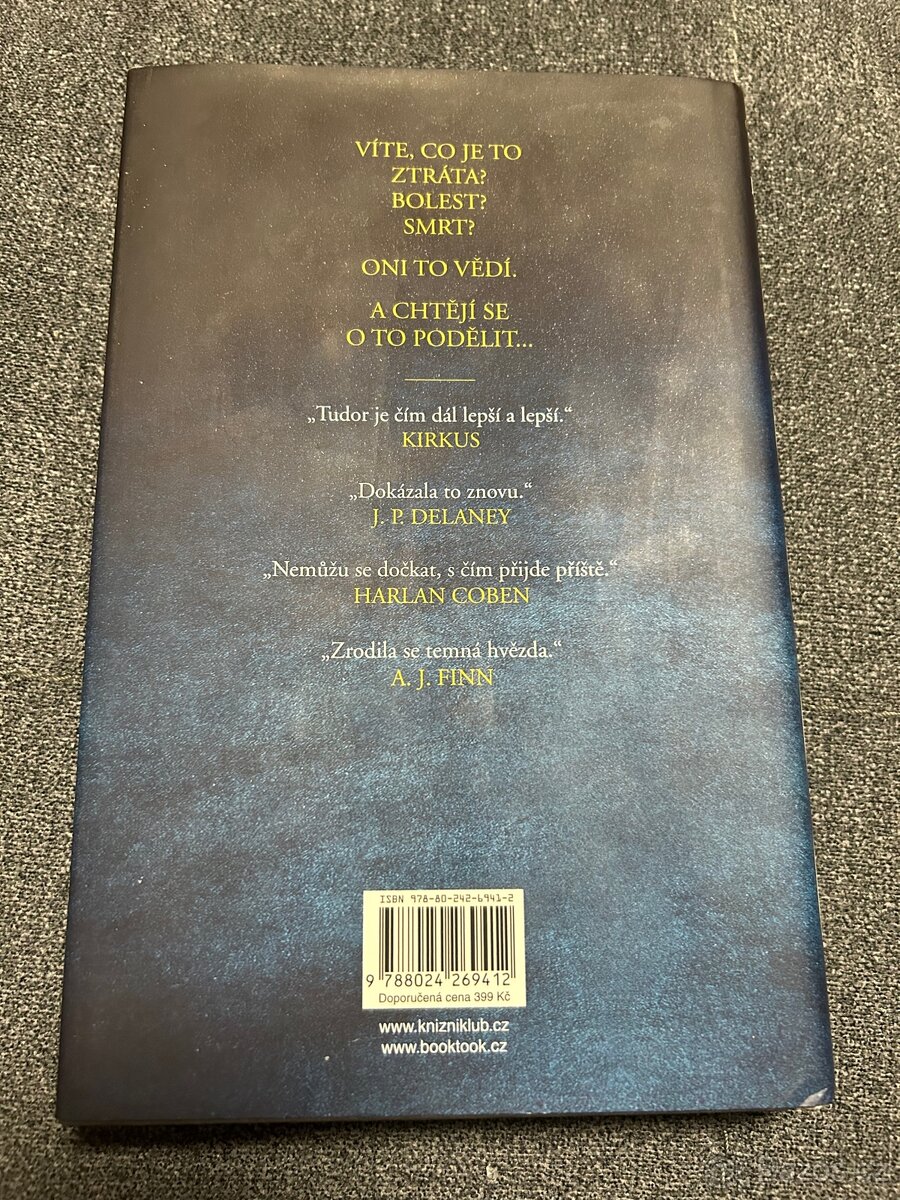 VÍTE, CO JE TO
ZTRÁTA?
BOLEST?
SMRT?
ONI TO VĚDÍ.
A CHTĚJÍ SE
O TO PODĚLIT...
„Tudor je čím dál lepší a lepší.“
KIRKUS
„Dokázala to znovu.“
J. P. DELANEY
„Nemůžu se dočkat, s čím přijde příště.“
HARLAN COBEN
„Zrodila se temná hvězda.“
A. J. FINN
ISBN 978-80-242-6941-2
9 788024 269412
Doporučená cena 399 Kč
www.knizniklub.cz
www.booktook.cz